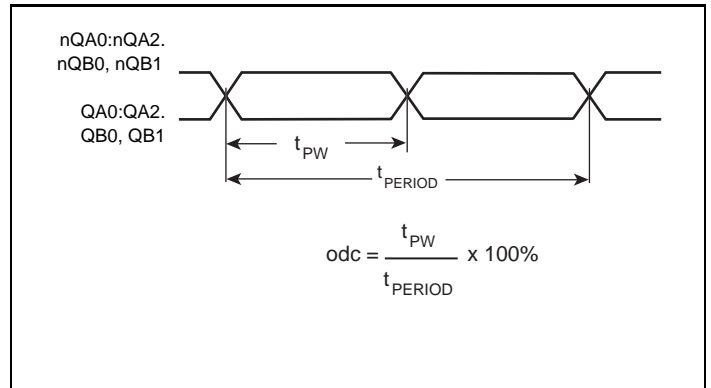 nQA0:nQA2.
nQB0, nQB1
QA0:QA2.
QB0, QB1
tPW
tPERIOD
odc = tPW / tPERIOD x 100%